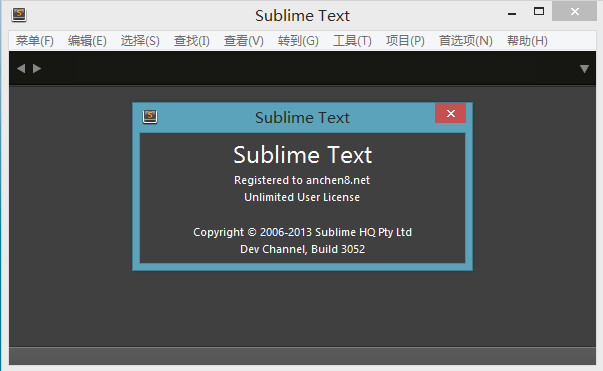 Sublime Text
菜单(F) 编辑(E) 选择(S) 查找(I) 查看(V) 转到(G) 工具(T) 项目(P) 首选项(N) 帮助(H)
Sublime Text
Sublime Text
Registered to anchen8.net
Unlimited User License
Copyright © 2006-2013 Sublime HQ Pty Ltd
Dev Channel, Build 3052